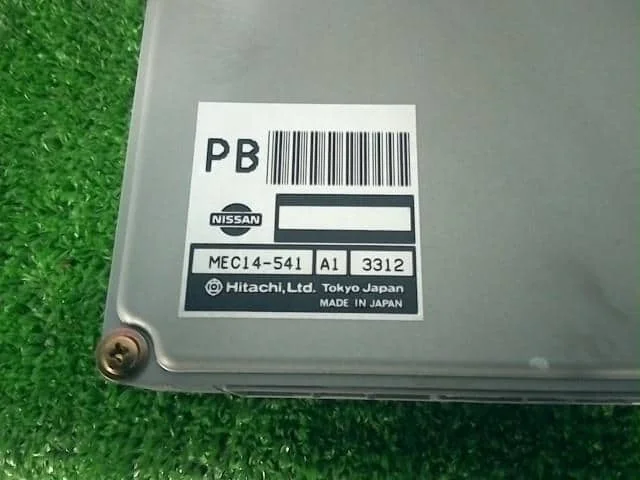 PB
NISSAN
MEC14-541 A1 3312
Hitachi, Ltd. Tokyo Japan
MADE IN JAPAN